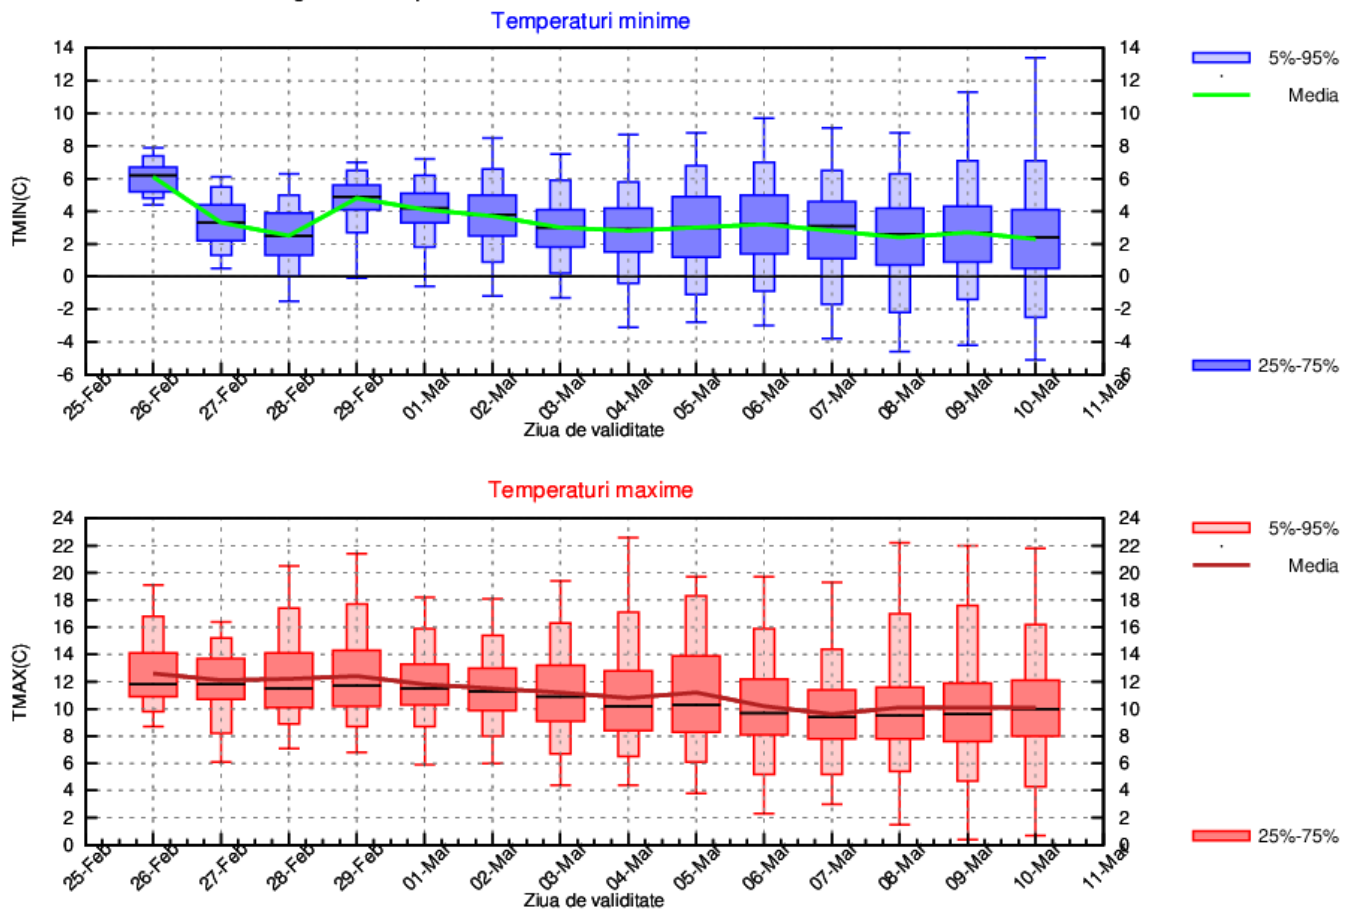 Temperaturi minime
14 14
12 12
10 10
8 8
6 6
4 4
2 2
0 0
-2 -2
-4 -4
-6 -6
TMIN(C)
25-Feb 26-Feb 27-Feb 28-Feb 29-Feb 01-Mar 02-Mar 03-Mar 04-Mar 05-Mar 06-Mar 07-Mar 08-Mar 09-Mar 10-Mar 11-Mar
Ziua de validitate
5%-95%
Media
25%-75%
Temperaturi maxime
24 24
22 22
20 20
18 18
16 16
14 14
12 12
10 10
8 8
6 6
4 4
2 2
0 0
TMAX(C)
25-Feb 26-Feb 27-Feb 28-Feb 29-Feb 01-Mar 02-Mar 03-Mar 04-Mar 05-Mar 06-Mar 07-Mar 08-Mar 09-Mar 10-Mar 11-Mar
Ziua de validitate
5%-95%
Media
25%-75%